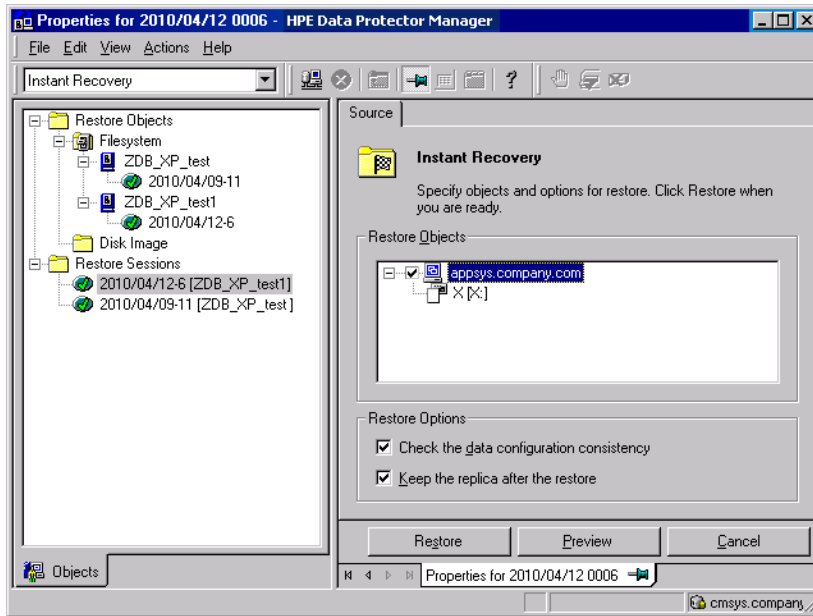 Properties for 2010/04/12 0006 - HPE Data Protector Manager
File Edit View Actions Help
Instant Recovery
Restore Objects
Filesystem
ZDB_XP_test
2010/04/09-11
ZDB_XP_test1
2010/04/12-6
Disk Image
Restore Sessions
2010/04/12-6 [ZDB_XP_test1]
2010/04/09-11 [ZDB_XP_test ]
Objects
Source
Instant Recovery
Specify objects and options for restore. Click Restore when
you are ready.
Restore Objects
appsys.company.com
X [X:]
Restore Options
Check the data configuration consistency
Keep the replica after the restore
Restore Preview Cancel
Properties for 2010/04/12 0006
cmsys.company